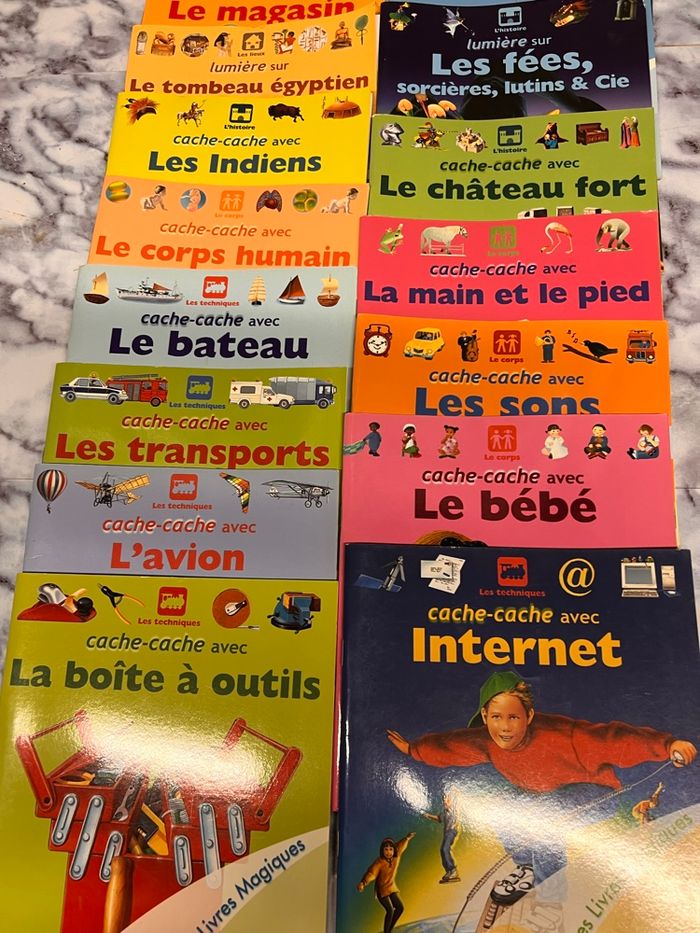 Le magasin
Les lieux
lumière sur
Le tombeau égyptien
L'histoire
cache-cache avec
Les Indiens
Le corps
cache-cache avec
Le corps humain
Les techniques
cache-cache avec
Le bateau
Les techniques
cache-cache avec
Les transports
Les techniques
cache-cache avec
L'avion
Les techniques
cache-cache avec
La boîte à outils
Livres Magiques
L'histoire
lumière sur
Les fées,
sorcières, lutins & Cie
L'histoire
cache-cache avec
Le château fort
Le corps
cache-cache avec
La main et le pied
Le corps
cache-cache avec
Les sons
Le corps
cache-cache avec
Le bébé
Les techniques
@
cache-cache avec
Internet
es Livres